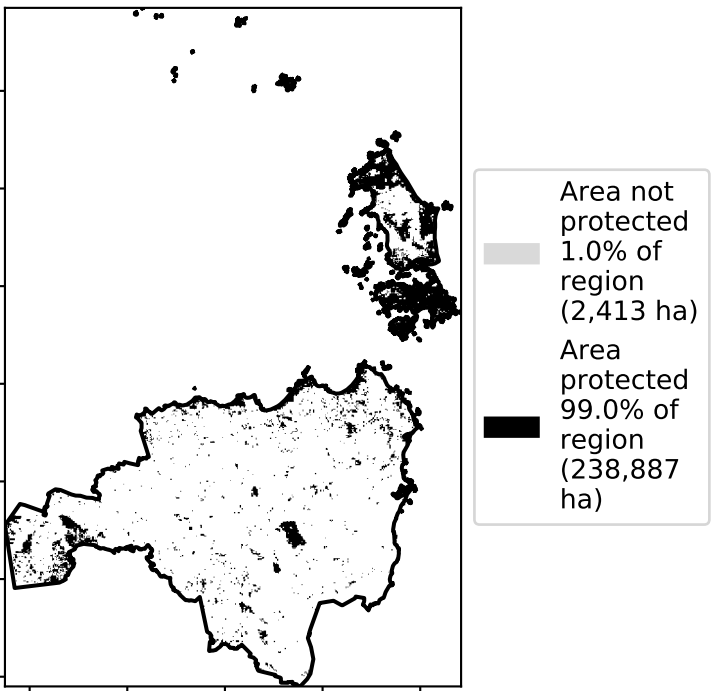 Area not
protected
1.0% of
region
(2,413 ha)
Area
protected
99.0% of
region
(238,887
ha)